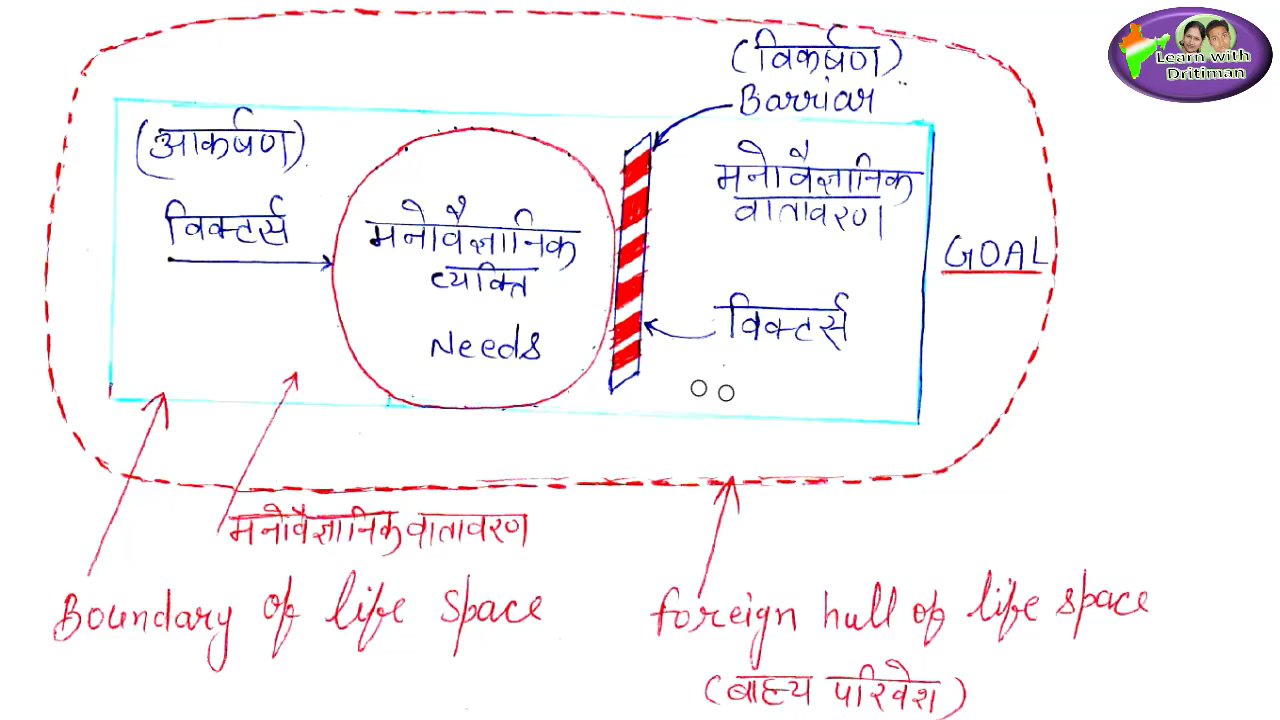 Learn with
Dritiman
(विकर्षण)
Barriar
(आकर्षण)
विक्टर्स
मनोवैज्ञानिक
व्यक्ति
Needs
मनोवैज्ञानिक
वातावरण
विक्टर्स
GOAL
मनोवैज्ञानिक वातावरण
Boundary of life space
foreign hull of life space
(बाह्य परिवेश)